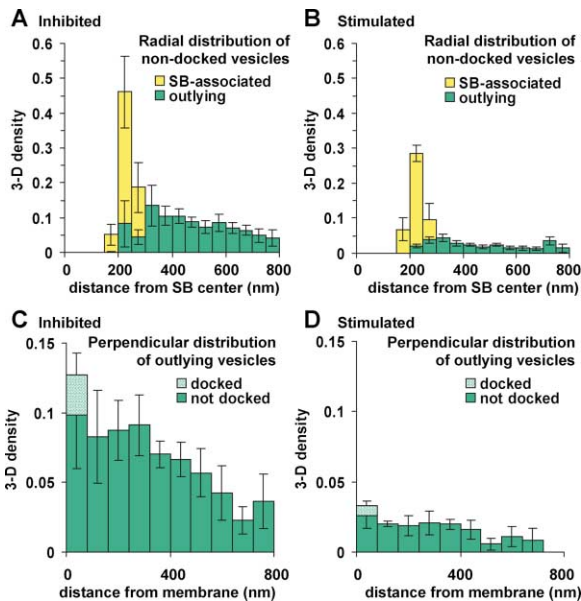 A Inhibited
Radial distribution of
non-docked vesicles
SB-associated
outlying
3-D density
0.6
0.5
0.4
0.3
0.2
0.1
0
0 200 400 600 800
distance from SB center (nm)
B Stimulated
Radial distribution of
non-docked vesicles
SB-associated
outlying
3-D density
0.6
0.5
0.4
0.3
0.2
0.1
0
0 200 400 600 800
distance from SB center (nm)
C Inhibited
Perpendicular distribution
of outlying vesicles
docked
not docked
3-D density
0.15
0.1
0.05
0
0 400 800
distance from membrane (nm)
D Stimulated
Perpendicular distribution
of outlying vesicles
docked
not docked
3-D density
0.15
0.1
0.05
0
0 400 800
distance from membrane (nm)